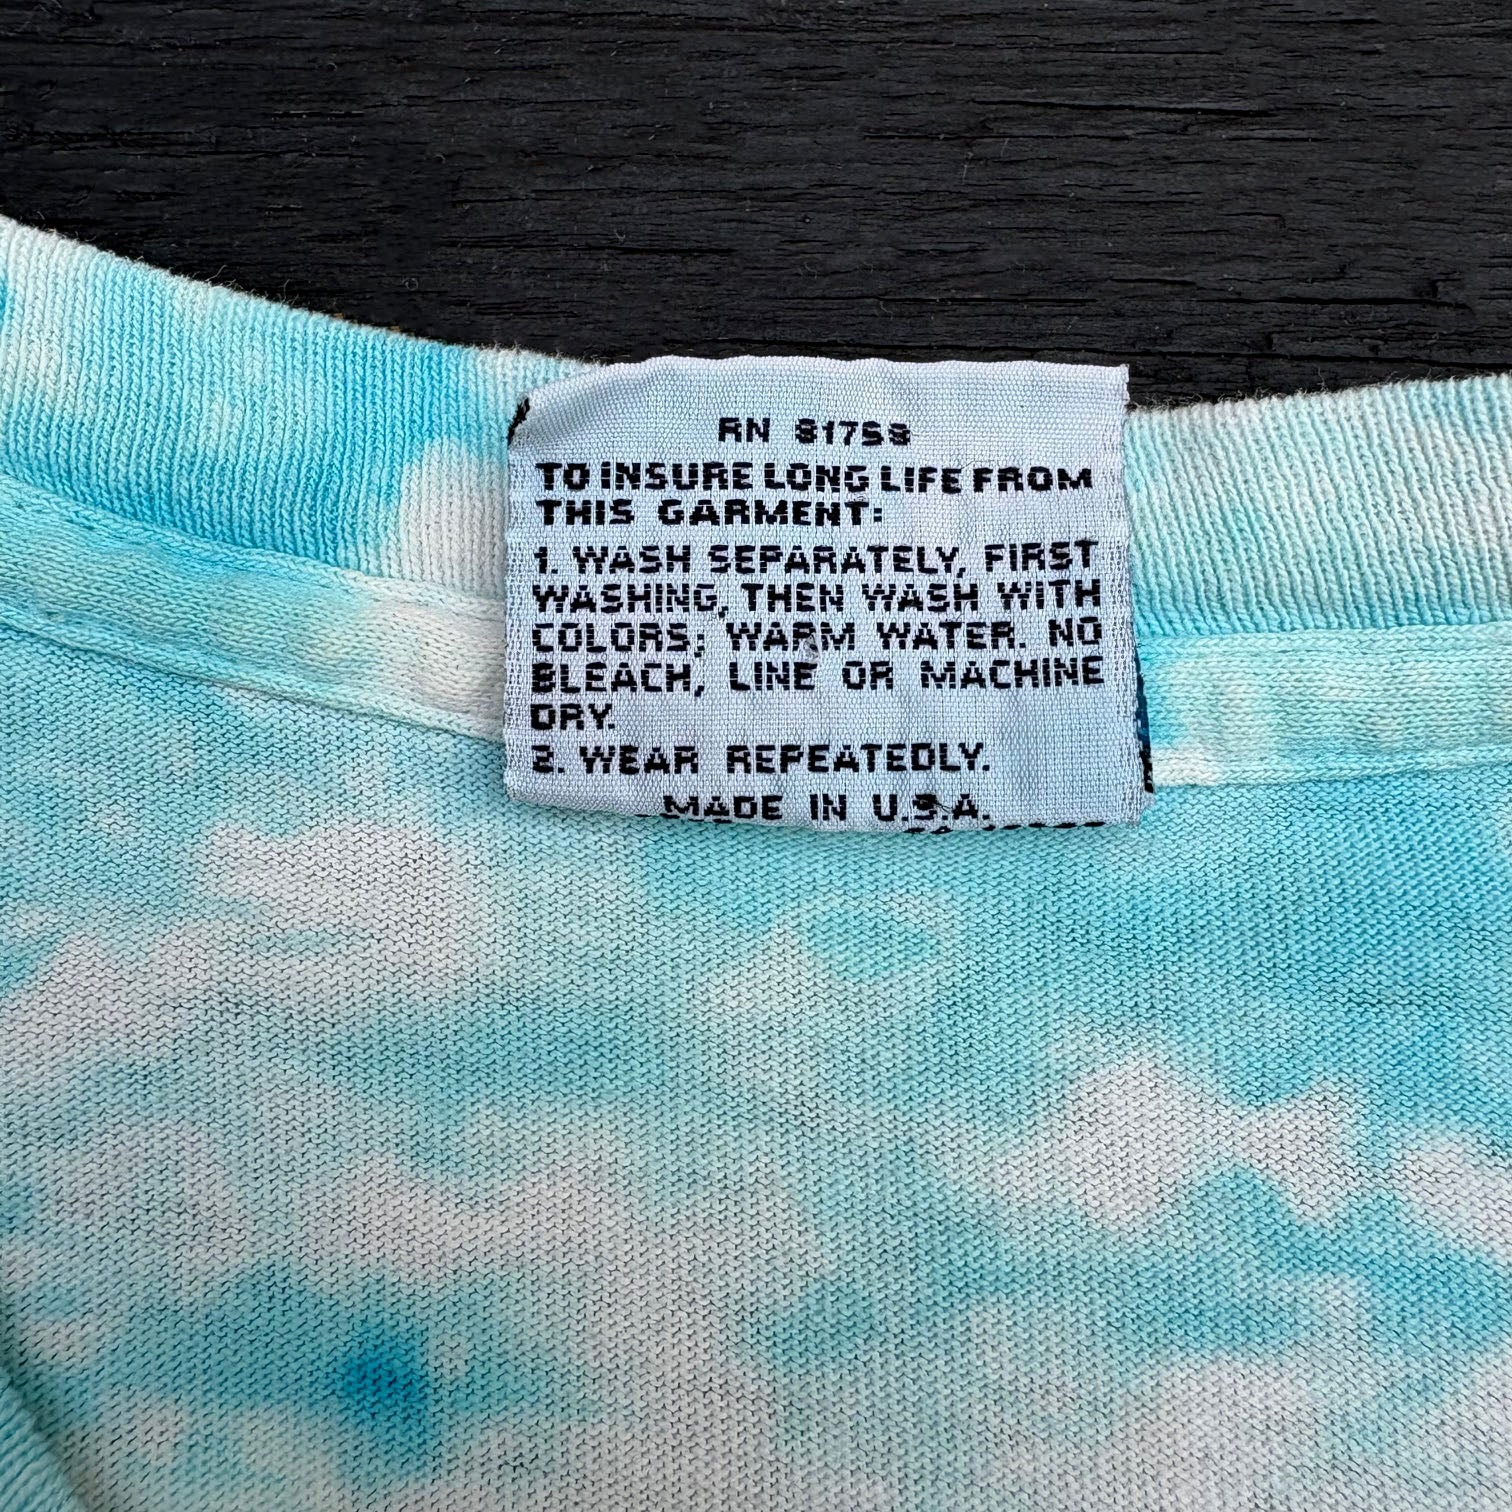 RN 81758
TO INSURE LONG LIFE FROM
THIS GARMENT:
1. WASH SEPARATELY, FIRST
WASHING, THEN WASH WITH
COLORS; WARM WATER. NO
BLEACH, LINE OR MACHINE
DRY.
2. WEAR REPEATEDLY.
MADE IN U.S.A.